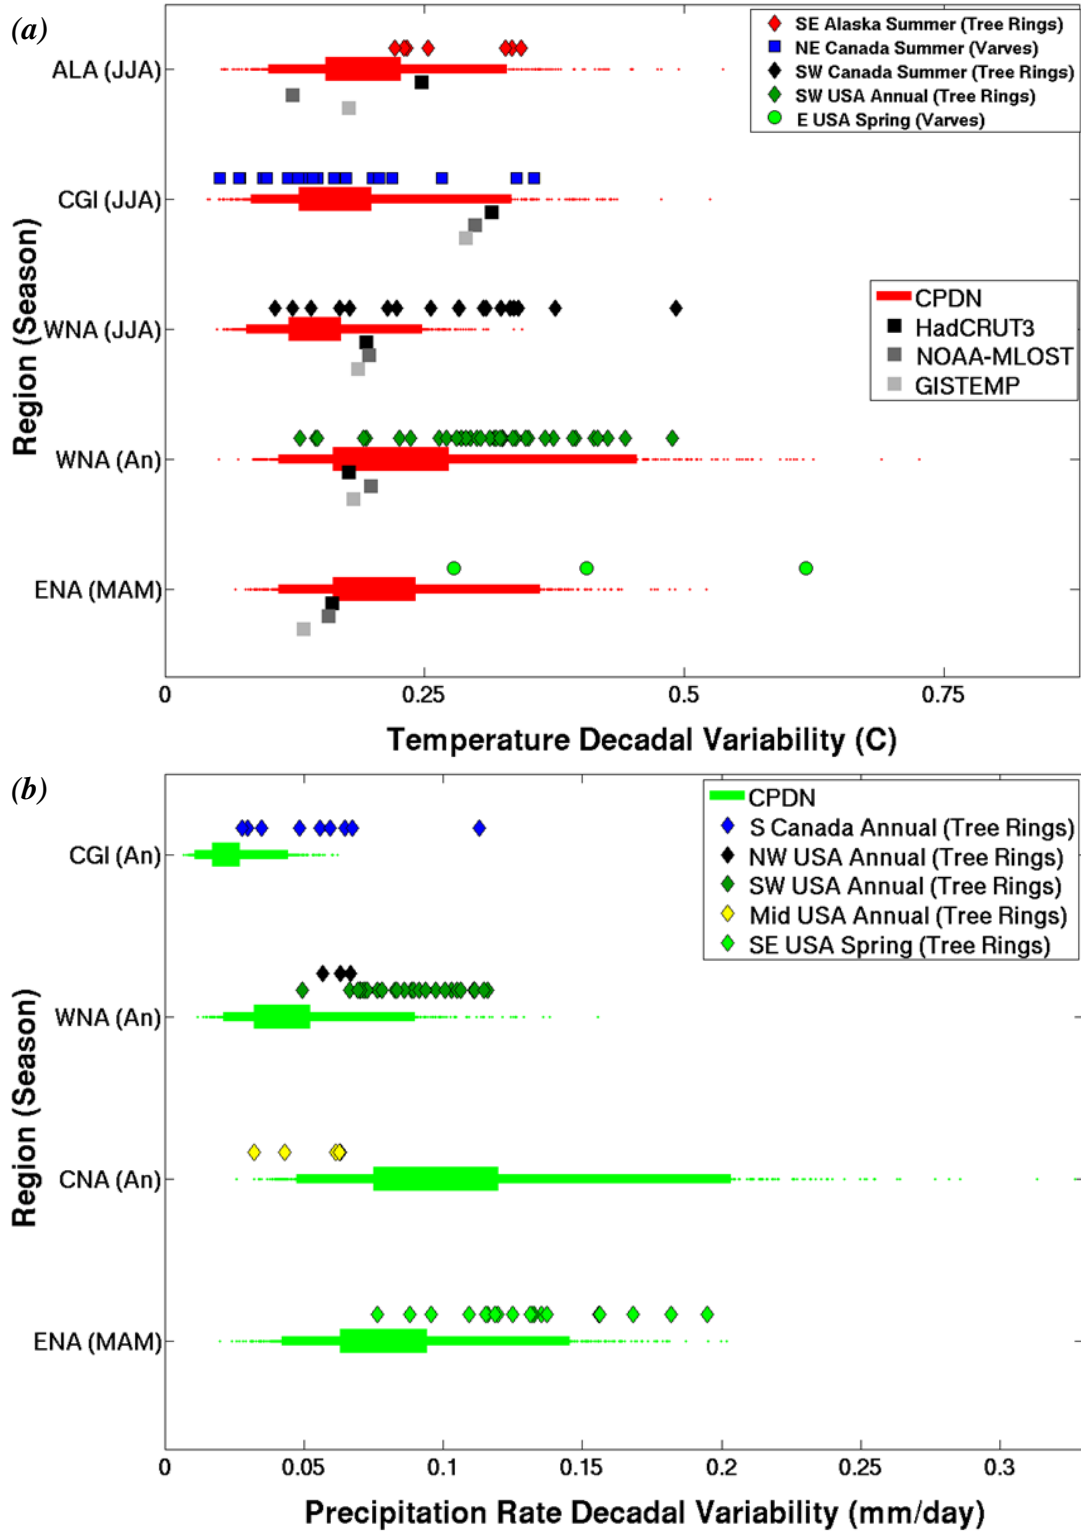 (a)
SE Alaska Summer (Tree Rings)
NE Canada Summer (Varves)
SW Canada Summer (Tree Rings)
SW USA Annual (Tree Rings)
E USA Spring (Varves)
ALA (JJA)
CGI (JJA)
WNA (JJA)
WNA (An)
ENA (MAM)
Region (Season)
CPDN
HadCRUT3
NOAA-MLOST
GISTEMP
0 0.25 0.5 0.75
Temperature Decadal Variability (C)
(b)
CPDN
S Canada Annual (Tree Rings)
NW USA Annual (Tree Rings)
SW USA Annual (Tree Rings)
Mid USA Annual (Tree Rings)
SE USA Spring (Tree Rings)
CGI (An)
WNA (An)
CNA (An)
ENA (MAM)
Region (Season)
0 0.05 0.1 0.15 0.2 0.25 0.3
Precipitation Rate Decadal Variability (mm/day)